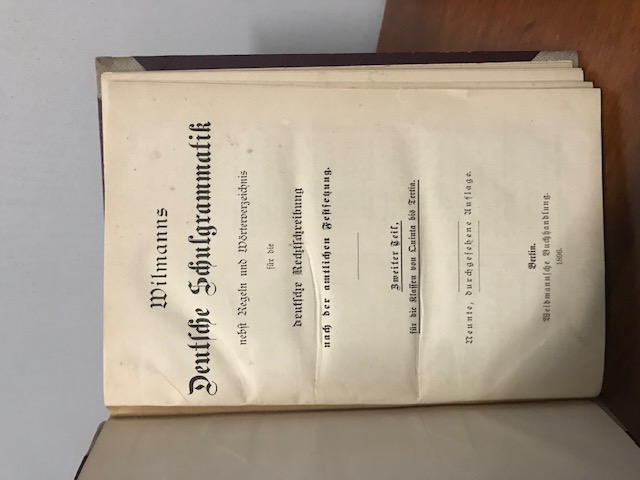 Wilmanns
Deutsche Schulgrammatik
nebst Regeln und Wörterverzeichnis
für die
deutsche Rechtschreibung
nach der amtlichen Festsetzung.
Zweiter Teil,
für die Klassen von Quinta bis Tertia.
Neunte, durchgesehene Auflage.
Berlin.
Weidmannsche Buchhandlung.
1896.